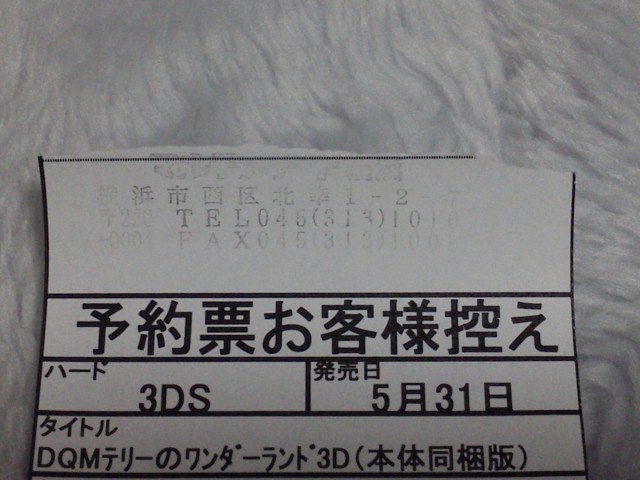 横浜市西区北幸1-2-7
〒220 TEL045(313)1010
-0004 FAX045(313)100
予約票お客様控え
ハード 発売日
3DS 5月31日
タイトル
DQMテリーのワンダーランド3D(本体同梱版)